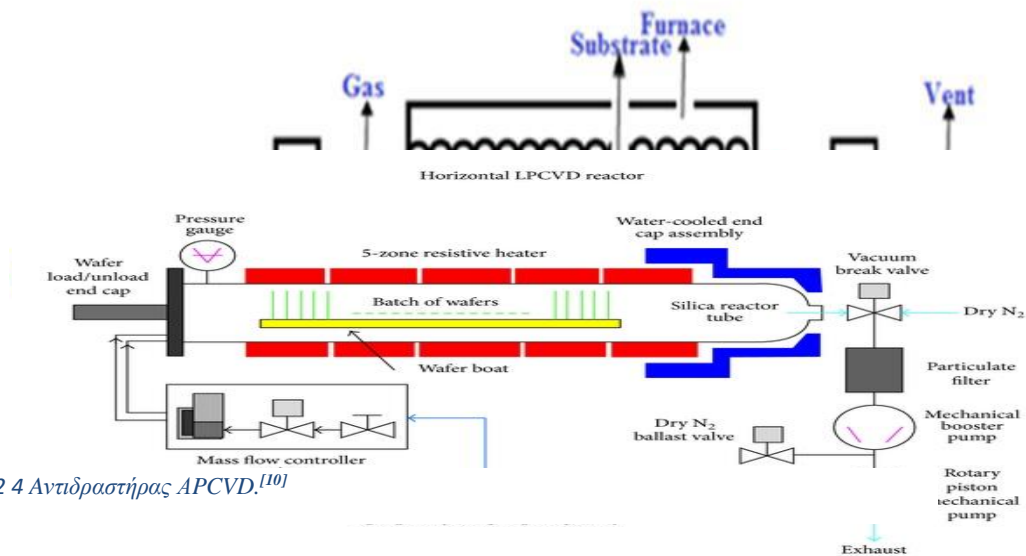 Furnace
Substrate
Gas
Vent
Horizontal LPCVD reactor
Pressure
gauge
Water-cooled end
cap assembly
Wafer
load/unload
end cap
5-zone resistive heater
Vacuum
break valve
Batch of wafers
Silica reactor
tube
Dry N₂
Wafer boat
Particulate
filter
Dry N₂
ballast valve
Mechanical
booster
pump
Mass flow controller
Rotary
piston
mechanical
pump
2 4 Αντιδραστήρας APCVD.[10]
Exhaust